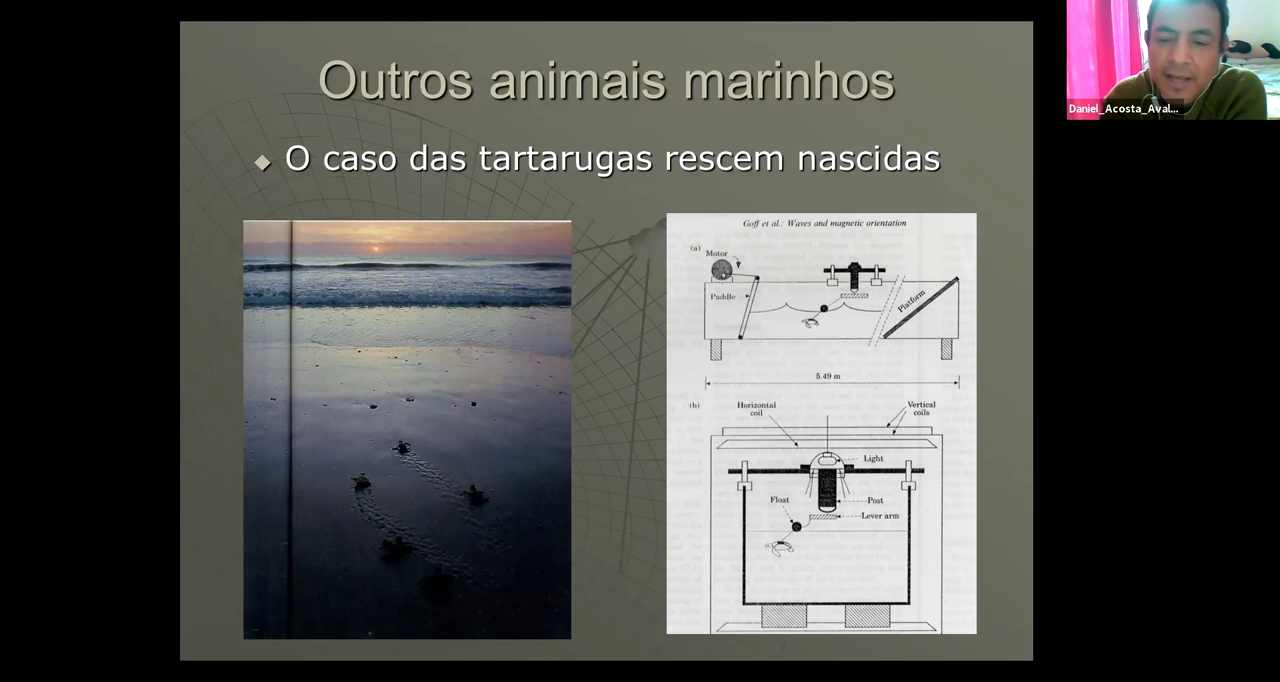 Outros animais marinhos
O caso das tartarugas rescem nascidas
Daniel_Acosta_Aval...
Goff et al.: Waves and magnetic orientation
(a)
Motor
Paddle
Platform
5.49 m
(b)
Horizontal
coil
Vertical
coils
Light
Float
Post
Lever arm